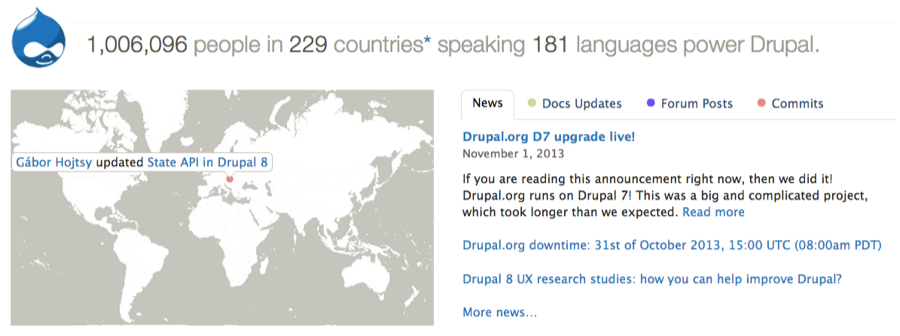 1,006,096 people in 229 countries* speaking 181 languages power Drupal.
Gábor Hojtsy updated State API in Drupal 8
News
Docs Updates
Forum Posts
Commits
Drupal.org D7 upgrade live!
November 1, 2013
If you are reading this announcement right now, then we did it!
Drupal.org runs on Drupal 7! This was a big and complicated project,
which took longer than we expected. Read more
Drupal.org downtime: 31st of October 2013, 15:00 UTC (08:00am PDT)
Drupal 8 UX research studies: how you can help improve Drupal?
More news...